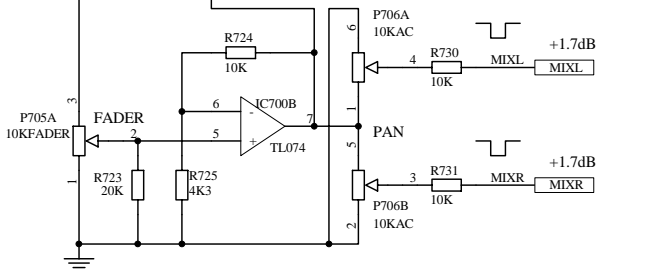 P706A
10KAC
6
R724
10K
+1.7dB
R730
10K
4
MIXL
MIXL
3
P705A
10KFADER
FADER
2
1
6
5
IC700B
-
+
TL074
7
1
PAN
5
R723
20K
R725
4K3
3
R731
10K
MIXR
+1.7dB
MIXR
P706B
10KAC
2